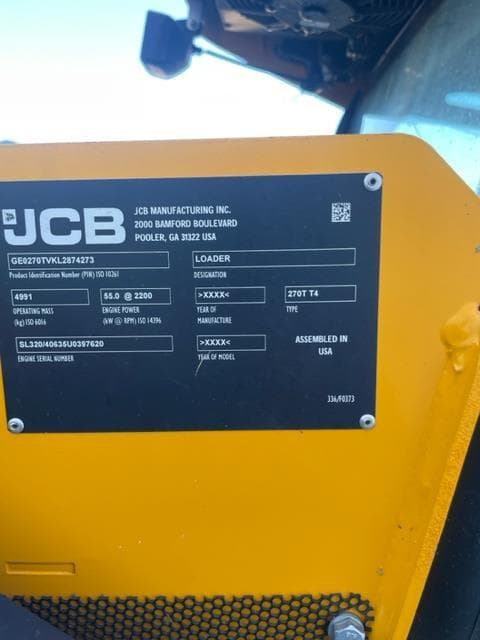 JCB
JCB MANUFACTURING INC.
2000 BAMFORD BOULEVARD
POOLER, GA 31322 USA
GE0270TVKL2874273
Product Identification Number (PIN) ISO 10261
LOADER
DESIGNATION
4991
OPERATING MASS
(kg) ISO 6016
55.0 @ 2200
ENGINE POWER
(kW @ RPM) ISO 14396
>XXXX<
YEAR OF
MANUFACTURE
270T T4
TYPE
SL320/40635U0397620
ENGINE SERIAL NUMBER
>XXXX<
YEAR OF MODEL
ASSEMBLED IN
USA
336/F0373